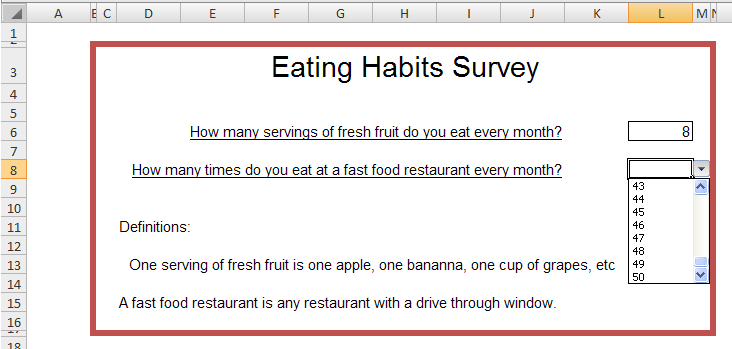 A B C D E F G H I J K L M N
1
2
3 Eating Habits Survey
4
5
6 How many servings of fresh fruit do you eat every month? 8
7
8 How many times do you eat at a fast food restaurant every month?
43
9 44
45
10 46
11 Definitions: 47
12 48
13 One serving of fresh fruit is one apple, one bananna, one cup of grapes, etc 49
14 50
15 A fast food restaurant is any restaurant with a drive through window.
16
17
18